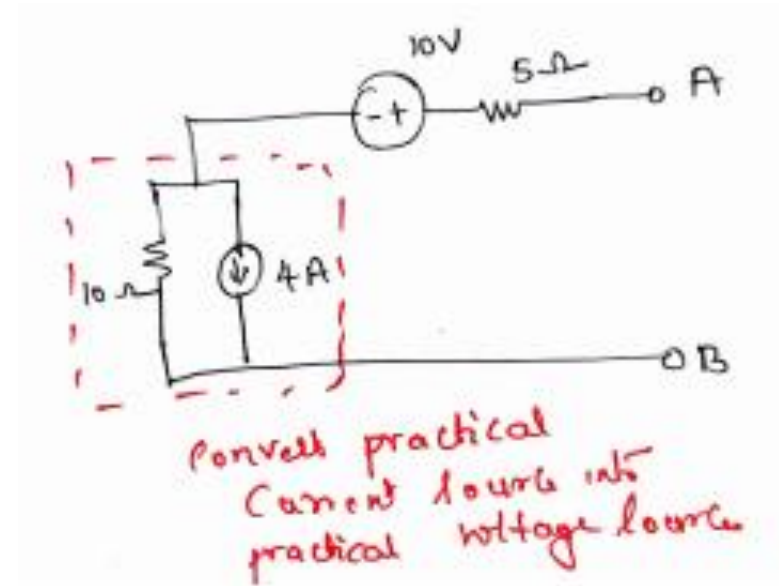 10V
5Ω
A
-+
10Ω
4A
B
Convert practical
Current source into
practical voltage source